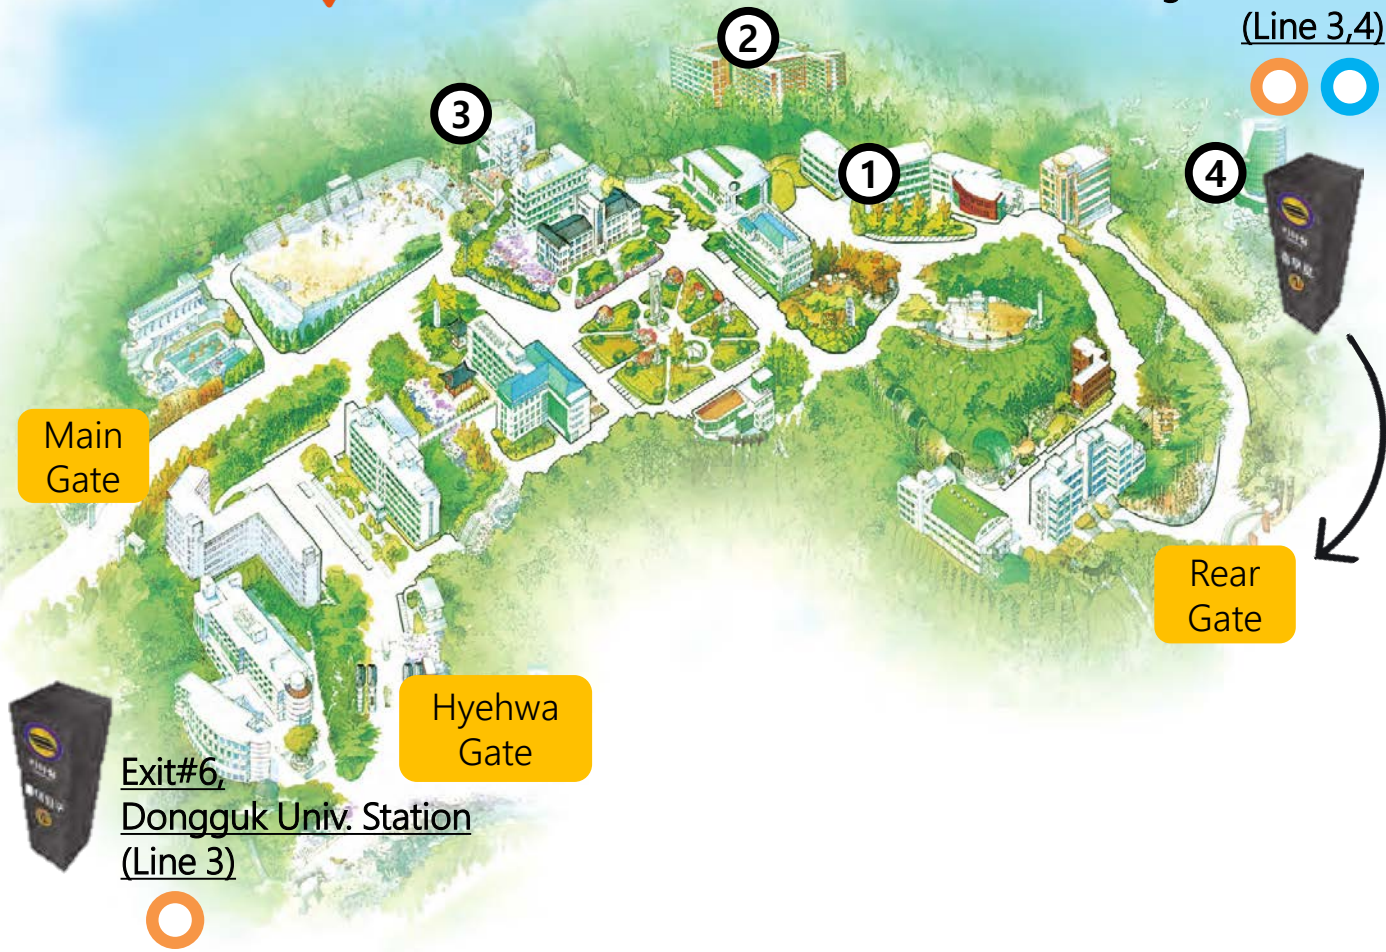 (Line 3,4)
2
3
1
4
Main
Gate
Rear
Gate
Hyehwa
Gate
Exit#6,
Dongguk Univ. Station
(Line 3)